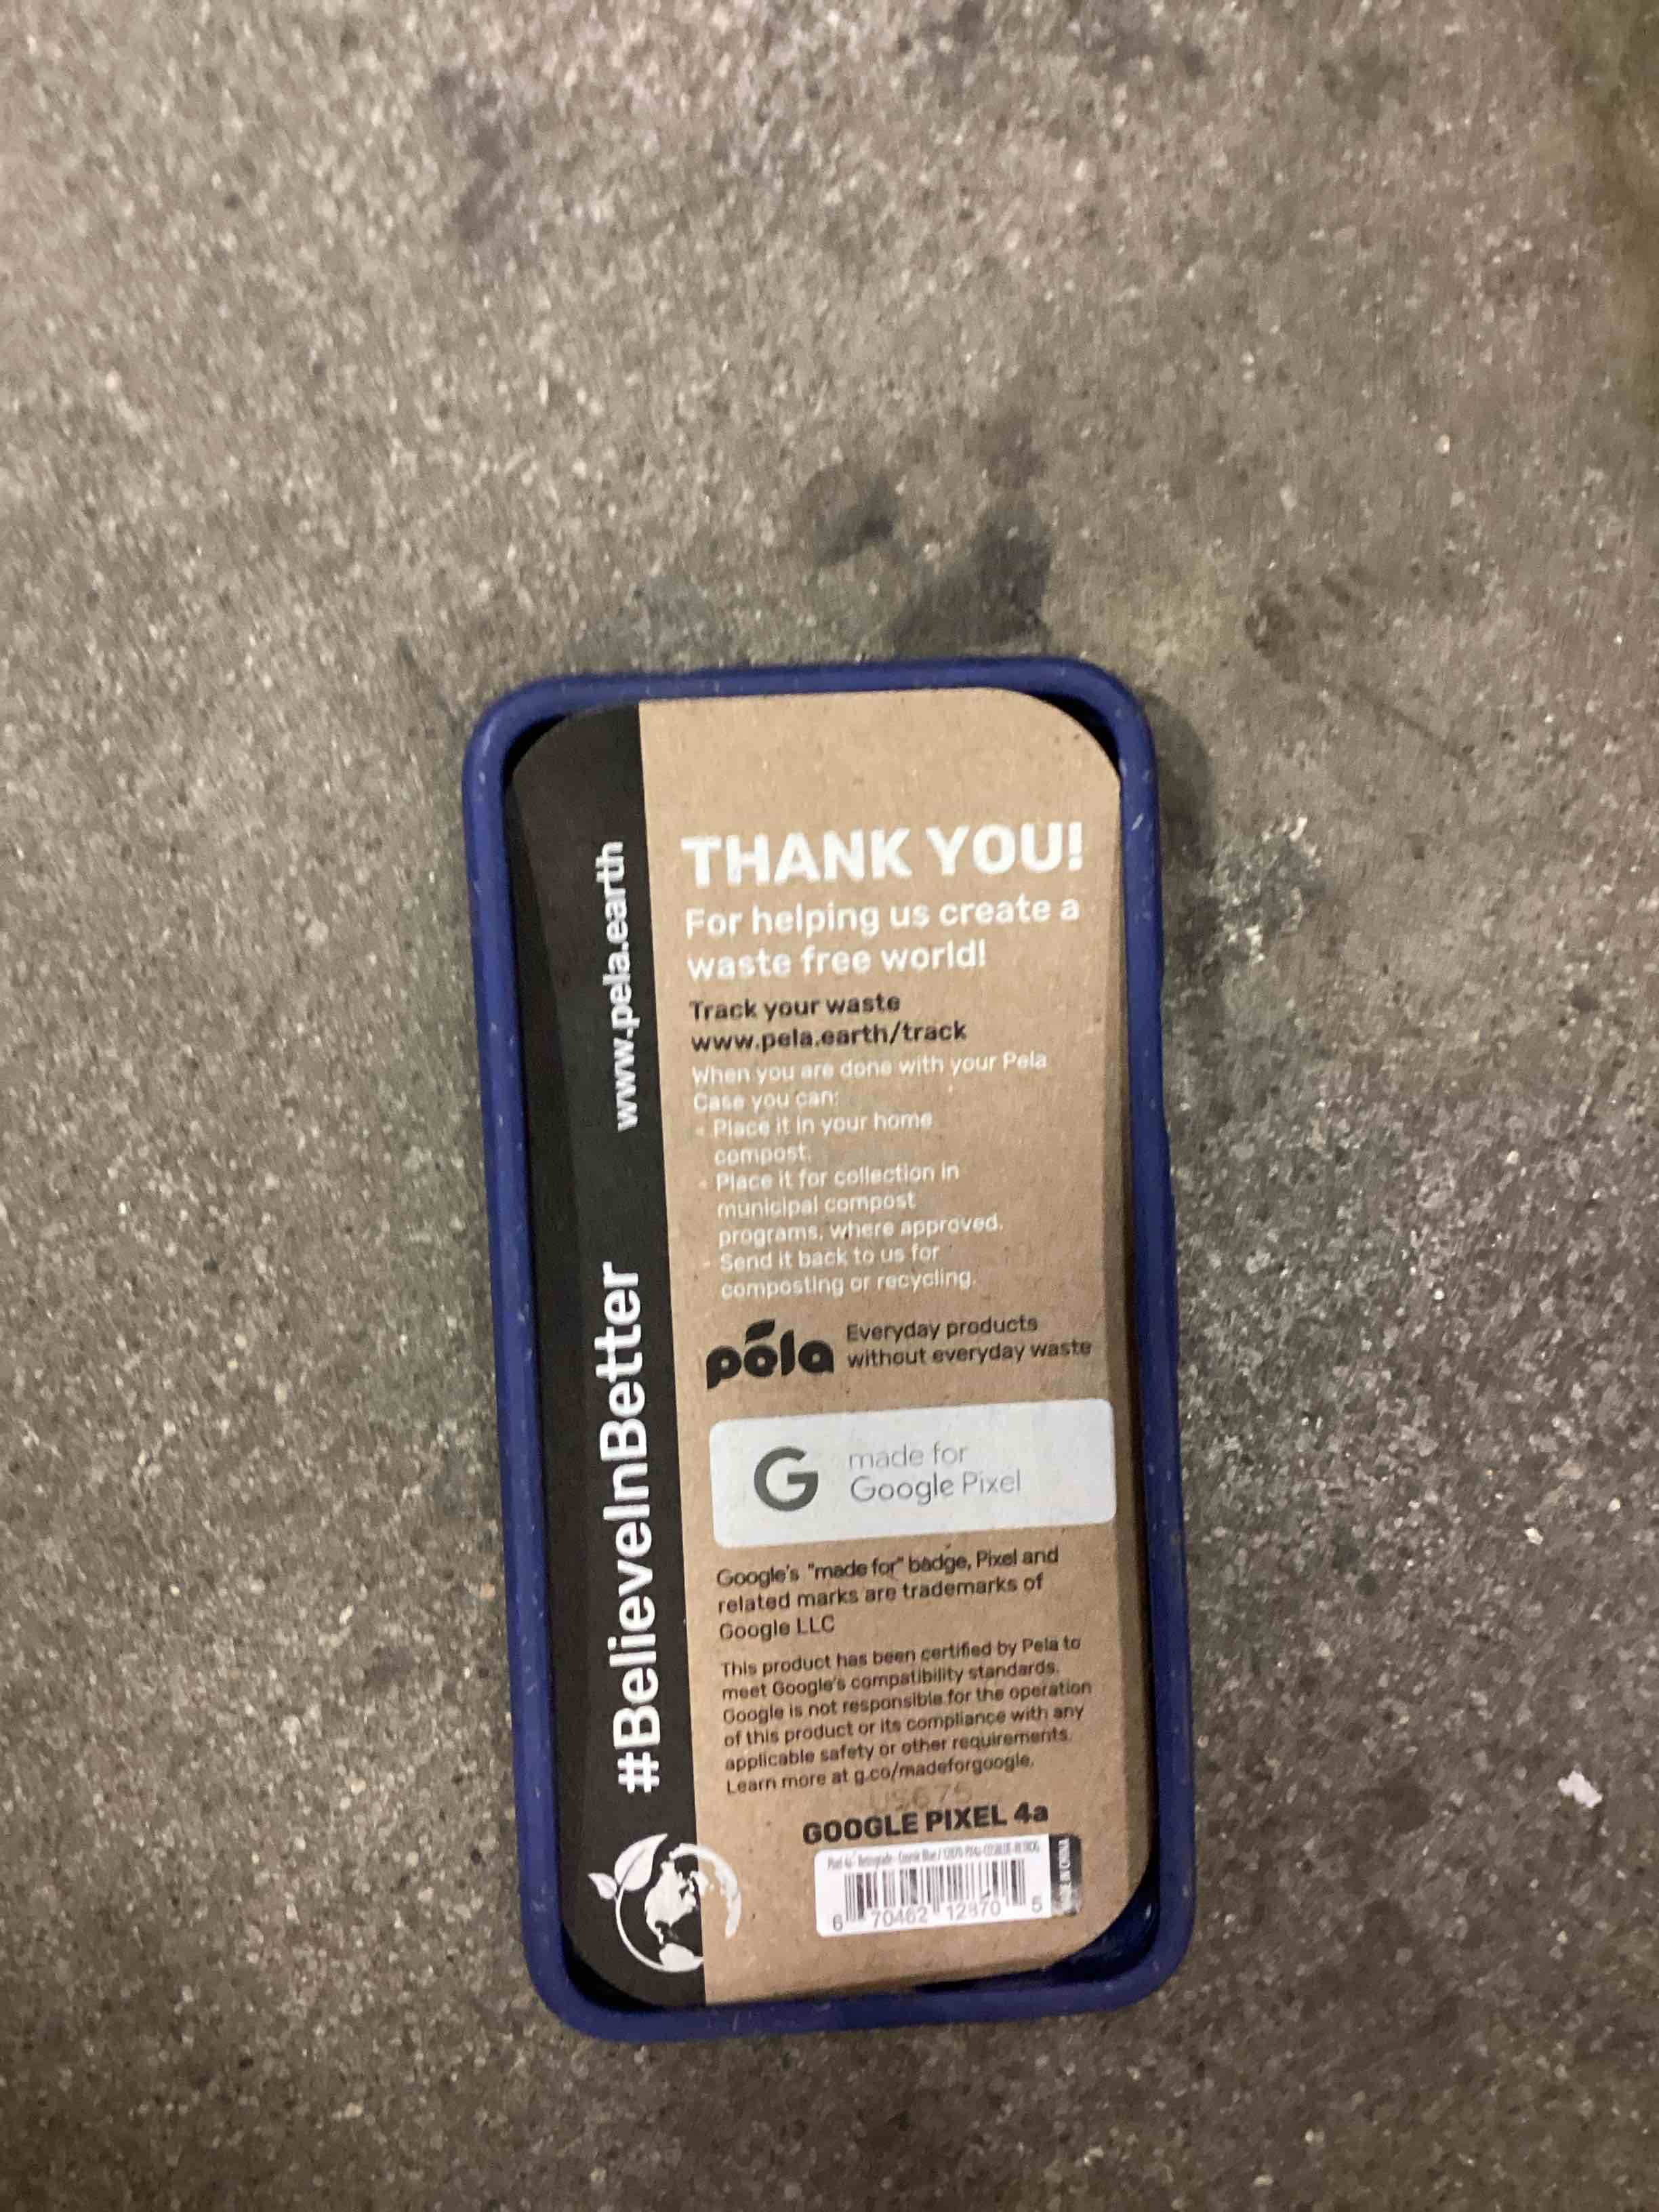 www.pela.earth
#BelieveInBetter
THANK YOU!
For helping us create a
waste free world!
Track your waste
www.pela.earth/track
When you are done with your Pela
Case you can:
- Place it in your home
compost.
- Place it for collection in
municipal compost
programs, where approved.
- Send it back to us for
composting or recycling.
pela
Everyday products
without everyday waste
G
made for
Google Pixel
Google's "made for" badge, Pixel and
related marks are trademarks of
Google LLC
This product has been certified by Pela to
meet Google's compatibility standards.
Google is not responsible for the operation
of this product or its compliance with any
applicable safety or other requirements.
Learn more at g.co/madeforgoogle.
GOOGLE PIXEL 4a
Cosmic Blue
MADE IN CHINA
6 70462 12870 5